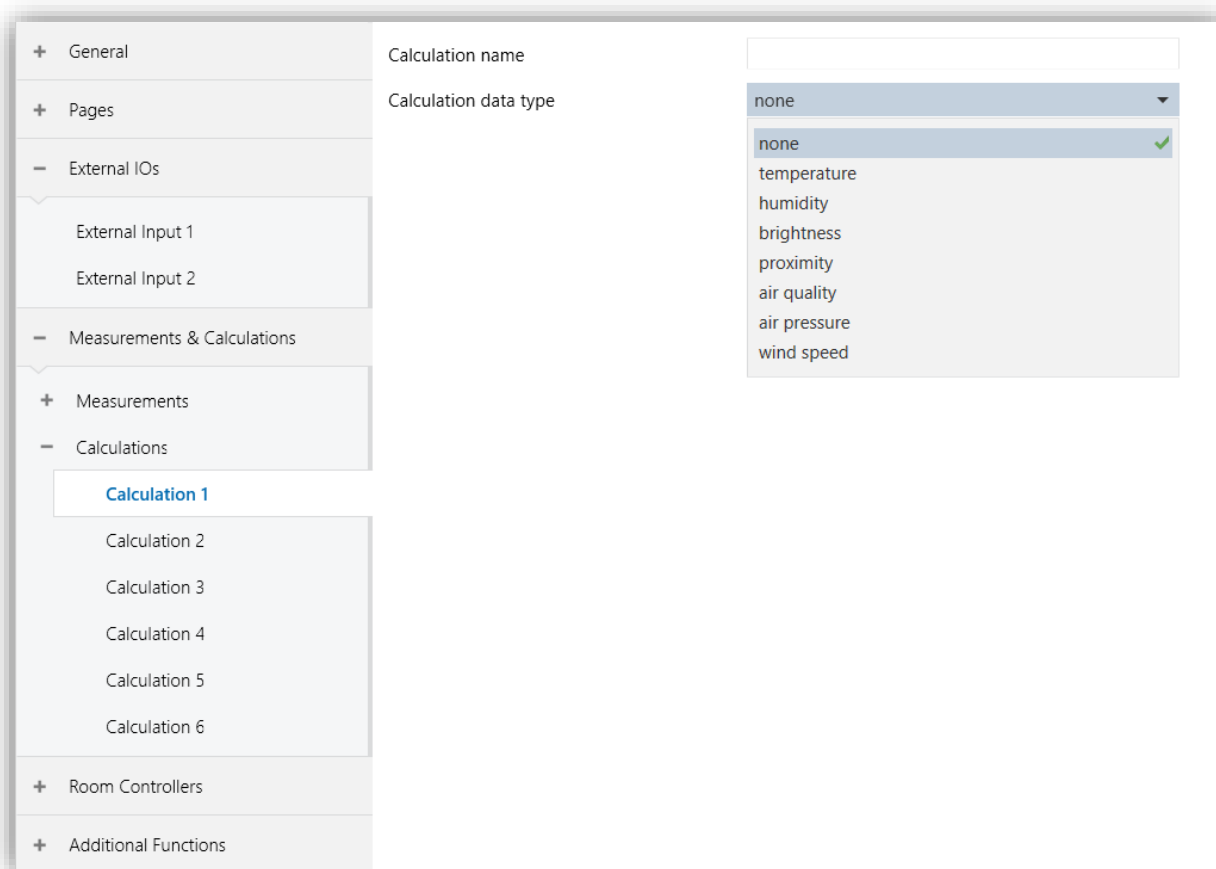 General
Pages
External IOs
External Input 1
External Input 2
Measurements & Calculations
Measurements
Calculations
Calculation 1
Calculation 2
Calculation 3
Calculation 4
Calculation 5
Calculation 6
Room Controllers
Additional Functions
Calculation name
Calculation data type
none
none
temperature
humidity
brightness
proximity
air quality
air pressure
wind speed